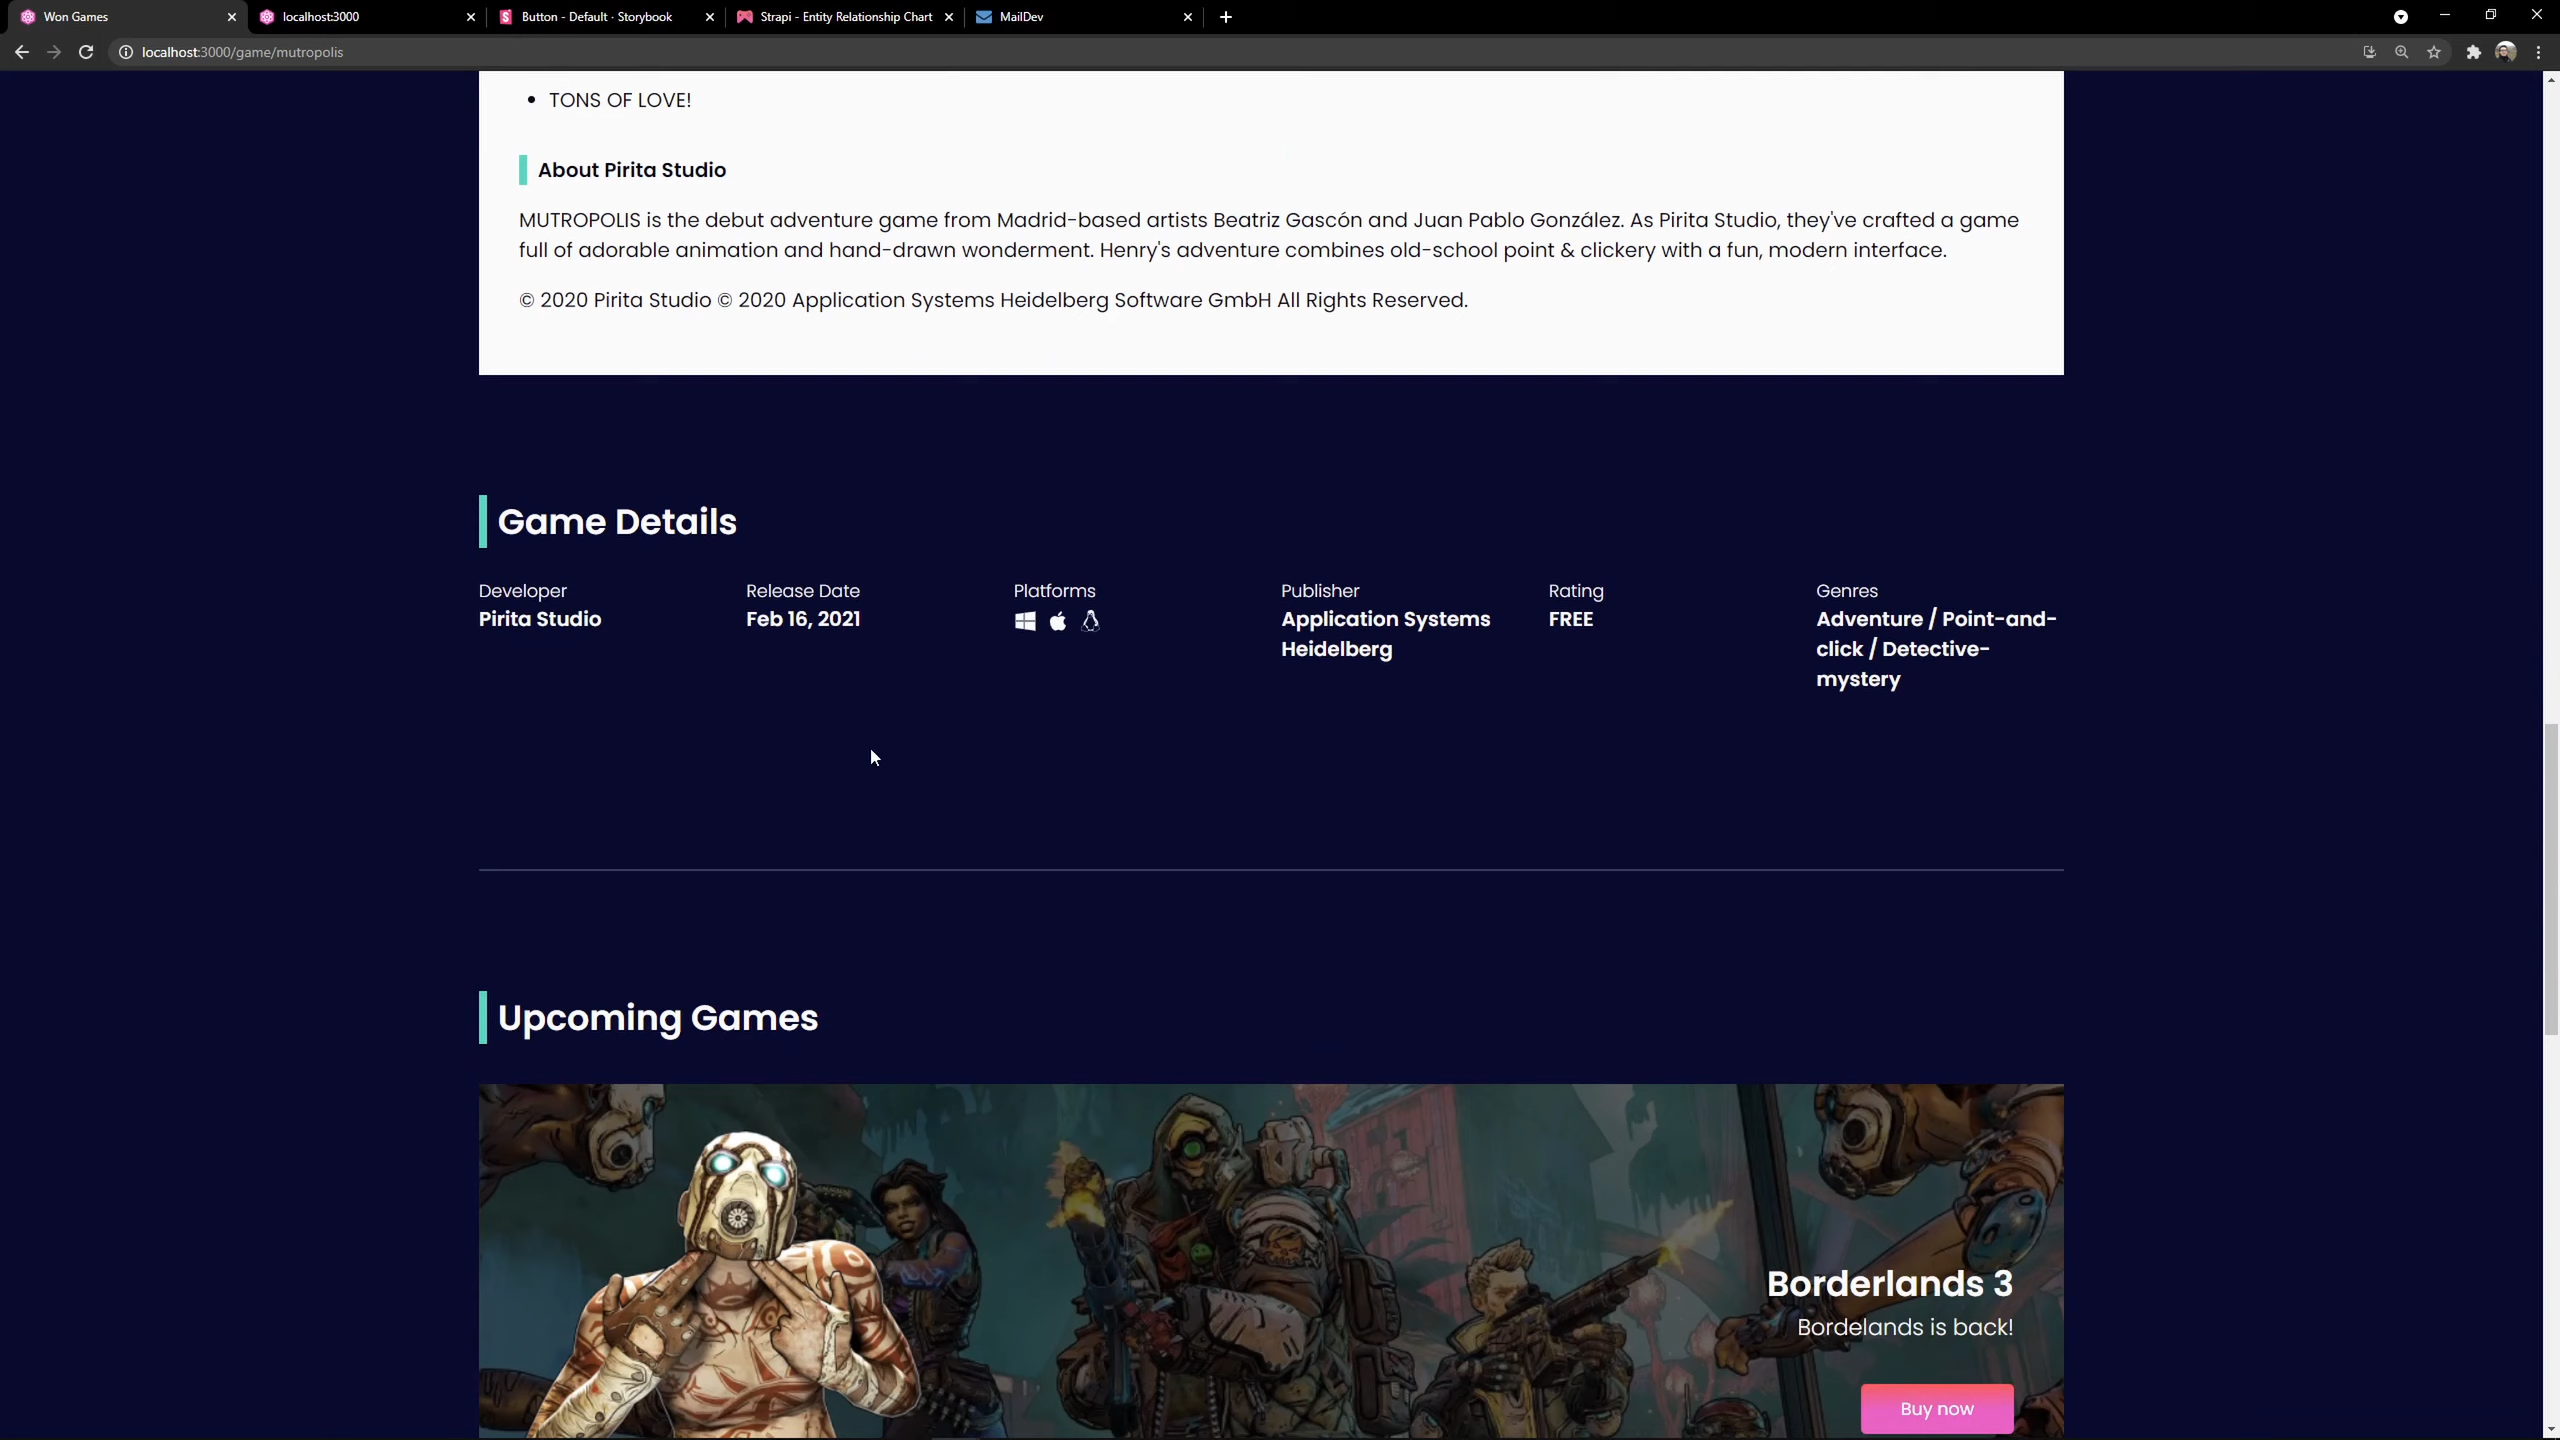 Won Games
localhost:3000
Button - Default · Storybook
Strapi - Entity Relationship Chart
MailDev
localhost:3000/game/mutropolis
TONS OF LOVE!
About Pirita Studio
MUTROPOLIS is the debut adventure game from Madrid-based artists Beatriz Gascón and Juan Pablo González. As Pirita Studio, they've crafted a game
full of adorable animation and hand-drawn wonderment. Henry's adventure combines old-school point & clickery with a fun, modern interface.
© 2020 Pirita Studio © 2020 Application Systems Heidelberg Software GmbH All Rights Reserved.
Game Details
Developer
Pirita Studio
Release Date
Feb 16, 2021
Platforms
Publisher
Application Systems
Heidelberg
Rating
FREE
Genres
Adventure / Point-and-
click / Detective-
mystery
Upcoming Games
Borderlands 3
Bordelands is back!
Buy now